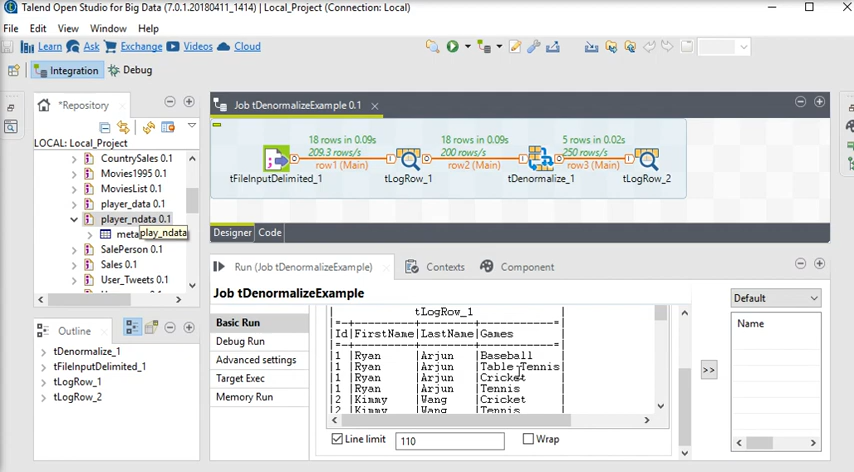 Talend Open Studio for Big Data (7.0.1.20180411_1414) | Local_Project (Connection: Local)
File Edit View Window Help
Learn Ask Exchange Videos Cloud
Integration Debug
*Repository
LOCAL: Local_Project
CountrySales 0.1
Movies1995 0.1
MoviesList 0.1
player_data 0.1
player_ndata 0.1
meta
play_ndata
SalePerson 0.1
Sales 0.1
User_Tweets 0.1
Outline
tDenormalize_1
tFileInputDelimited_1
tLogRow_1
tLogRow_2
Job tDenormalizeExample 0.1
18 rows in 0.09s 18 rows in 0.09s 5 rows in 0.02s
209.3 rows/s 200 rows/s 250 rows/s
row1 (Main) row2 (Main) row3 (Main)
tFileInputDelimited_1 tLogRow_1 tDenormalize_1 tLogRow_2
Designer Code
Run (Job tDenormalizeExample) Contexts Component
Job tDenormalizeExample
Basic Run
Debug Run
Advanced settings
Target Exec
Memory Run
| tLogRow_1 |
|=-+---------+--------+------------=|
|Id|FirstName|LastName|Games |
|=-+---------+--------+------------=|
|1 |Ryan |Arjun |Baseball |
|1 |Ryan |Arjun |Table Tennis|
|1 |Ryan |Arjun |Cricket |
|1 |Ryan |Arjun |Tennis |
|2 |Kimmy |Wang |Cricket |
|2 |Kimmy |Wang |Tennis |
Line limit 110 Wrap
Default
Name
>>